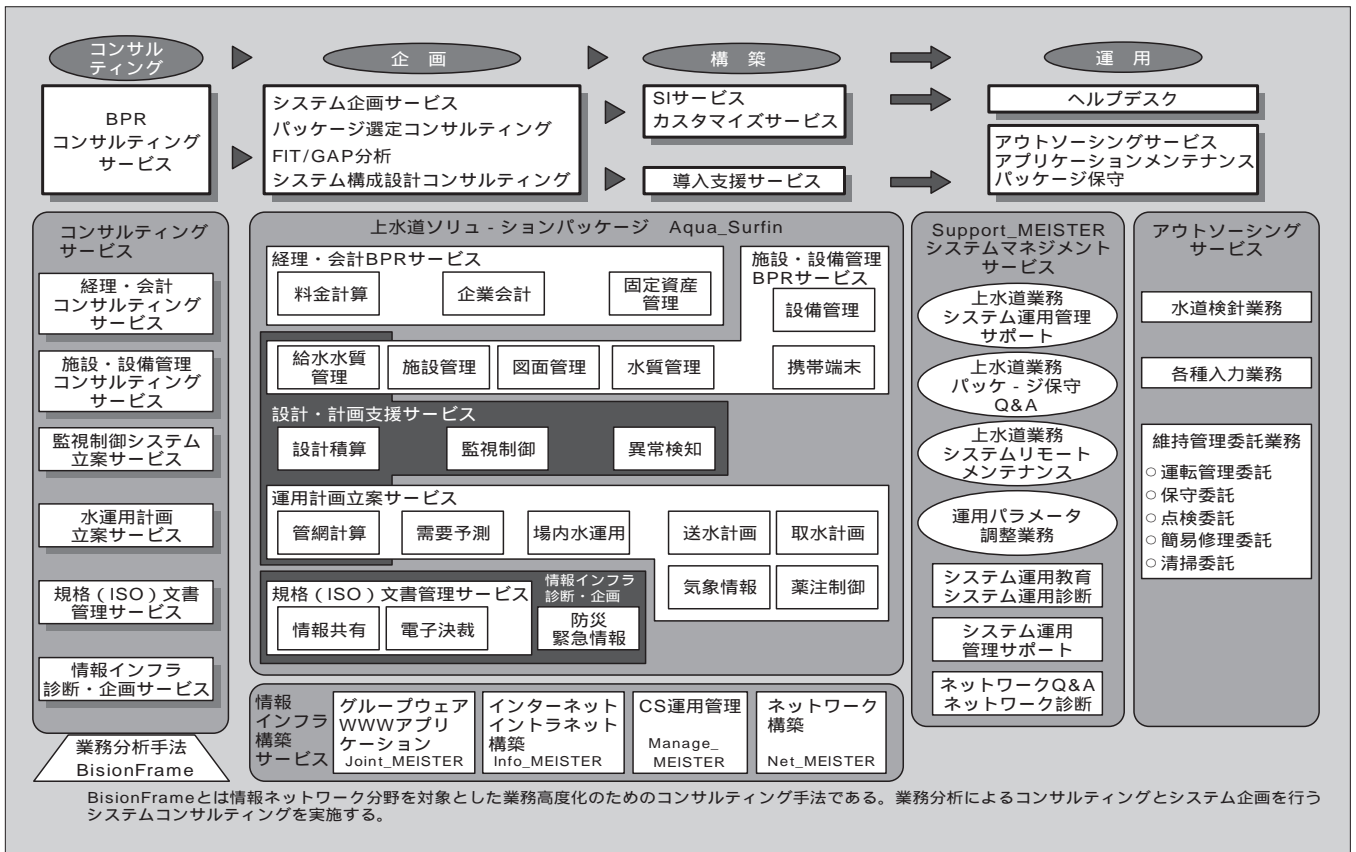 コンサル
ティング
企 画
構 築
運 用
BPR
コンサルティング
サービス
システム企画サービス
パッケージ選定コンサルティング
FIT/GAP分析
システム構成設計コンサルティング
SIサービス
カスタマイズサービス
導入支援サービス
ヘルプデスク
アウトソーシングサービス
アプリケーションメンテナンス
パッケージ保守
コンサルティング
サービス
経理・会計
コンサルティング
サービス
施設・設備管理
コンサルティング
サービス
監視制御システム
立案サービス
水運用計画
立案サービス
規格(ISO)文書
管理サービス
情報インフラ
診断・企画サービス
業務分析手法
BisionFrame
上水道ソリュ-ションパッケージ Aqua_Surfin
経理・会計BPRサービス
料金計算
企業会計
固定資産
管理
施設・設備管理
BPRサービス
設備管理
給水水質
管理
施設管理
図面管理
水質管理
携帯端末
設計・計画支援サービス
設計積算
監視制御
異常検知
運用計画立案サービス
管網計算
需要予測
場内水運用
送水計画
取水計画
気象情報
薬注制御
規格(ISO)文書管理サービス
情報共有
電子決裁
情報インフラ
診断・企画
防災
緊急情報
情報
インフラ
構築
サービス
グループウェア
WWWアプリ
ケーション
Joint_MEISTER
インターネット
イントラネット
構築
Info_MEISTER
CS運用管理
Manage_
MEISTER
ネットワーク
構築
Net_MEISTER
Support_MEISTER
システムマネジメント
サービス
上水道業務
システム運用管理
サポート
上水道業務
パッケ-ジ保守
Q&A
上水道業務
システムリモート
メンテナンス
運用パラメータ
調整業務
システム運用教育
システム運用診断
システム運用
管理サポート
ネットワークQ&A
ネットワーク診断
アウトソーシング
サービス
水道検針業務
各種入力業務
維持管理委託業務
○運転管理委託
○保守委託
○点検委託
○簡易修理委託
○清掃委託
BisionFrameとは情報ネットワーク分野を対象とした業務高度化のためのコンサルティング手法である。業務分析によるコンサルティングとシステム企画を行う
システムコンサルティングを実施する。